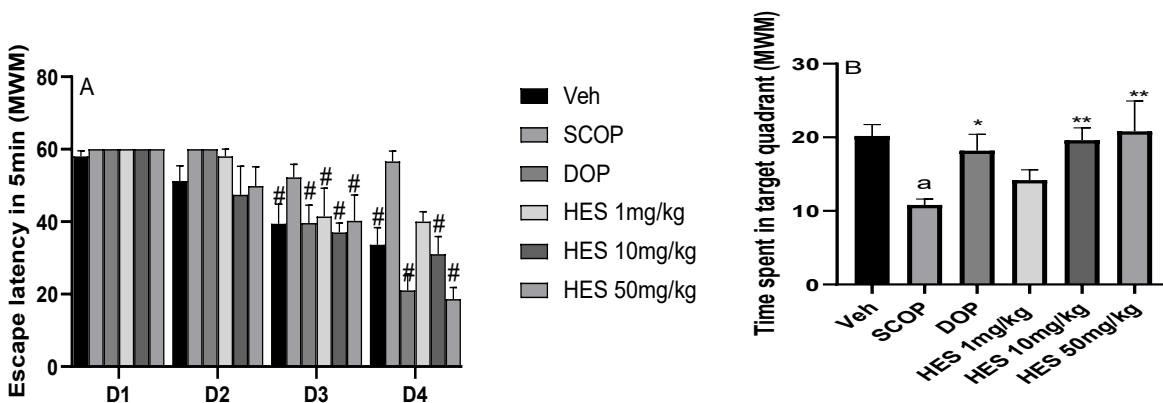 A
Escape latency in 5min (MWM)
80
60
40
20
0
# # # # #
# # # #
D1 D2 D3 D4
Veh
SCOP
DOP
HES 1mg/kg
HES 10mg/kg
HES 50mg/kg
B
Time spent in target quadrant (MWM)
30
20
10
0
a * ** **
Veh
SCOP
DOP
HES 1mg/kg
HES 10mg/kg
HES 50mg/kg